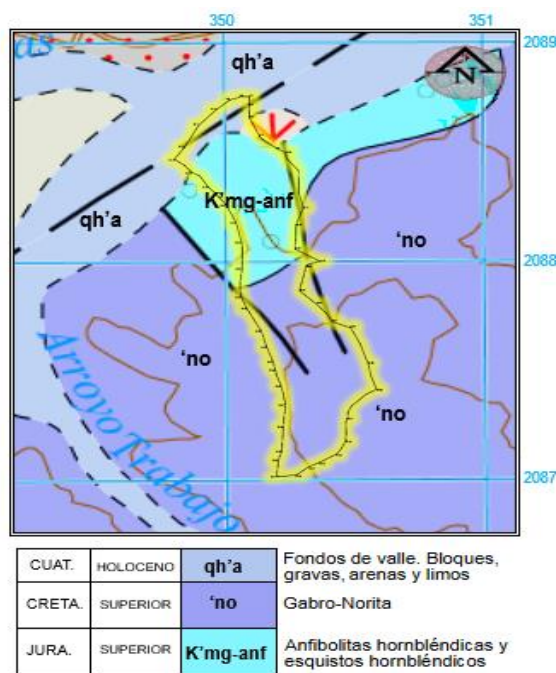 350 351
2089
as
qh'a
N
K'mg-anf
qh'a
'no
2088
'no
'no
Arroyo Trabajo
2087
CUAT. HOLOCENO qh'a Fondos de valle. Bloques,
gravas, arenas y limos
CRETA. SUPERIOR 'no Gabro-Norita
JURA. SUPERIOR K'mg-anf Anfibolitas hornbléndicas y
esquistos hornbléndicos